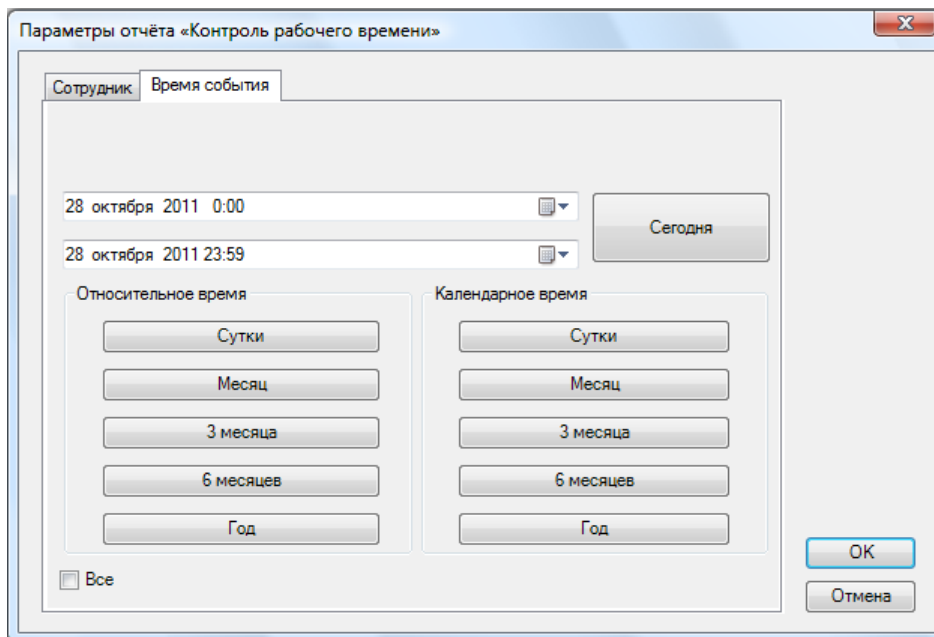 Параметры отчёта «Контроль рабочего времени»
Сотрудник Время события
28 октября 2011 0:00
Сегодня
28 октября 2011 23:59
Относительное время Календарное время
Сутки Сутки
Месяц Месяц
3 месяца 3 месяца
6 месяцев 6 месяцев
Год Год
OK
Все
Отмена